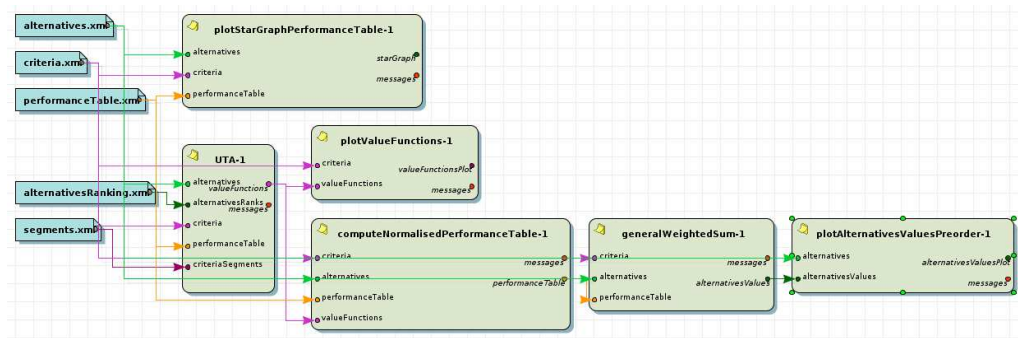 alternatives.xml
criteria.xml
performanceTable.xml
plotStarGraphPerformanceTable-1
alternatives
starGraph
criteria
messages
performanceTable
plotValueFunctions-1
criteria
valueFunctionsPlot
valueFunctions
messages
alternativesRanking.xml
segments.xml
UTA-1
alternatives
valueFunctions
alternativesRanks
messages
criteria
performanceTable
criteriaSegments
computeNormalisedPerformanceTable-1
criteria
messages
alternatives
performanceTable
performanceTable
valueFunctions
generalWeightedSum-1
criteria
messages
alternatives
alternativesValues
performanceTable
plotAlternativesValuesPreorder-1
alternatives
alternativesValuesPlot
alternativesValues
messages